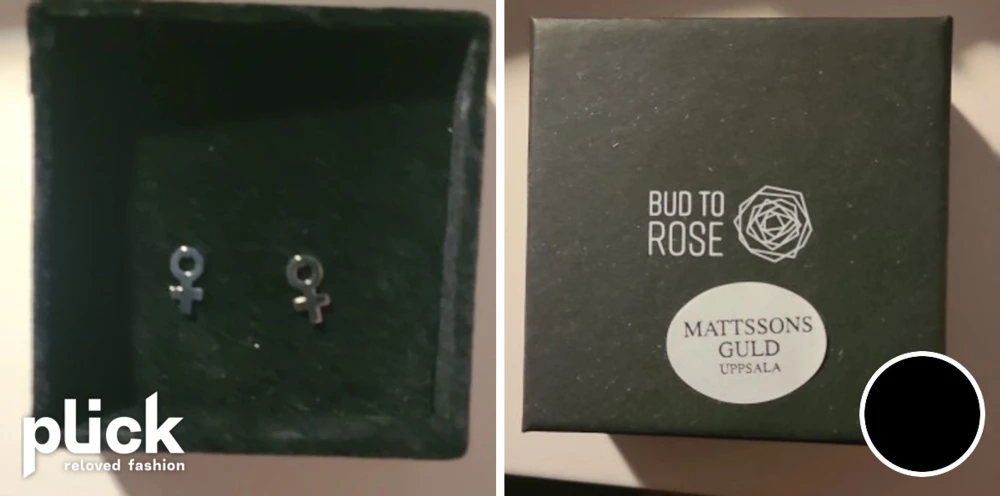 plick
reloved fashion
BUD TO
ROSE
MATTSSONS
GULD
UPPSALA